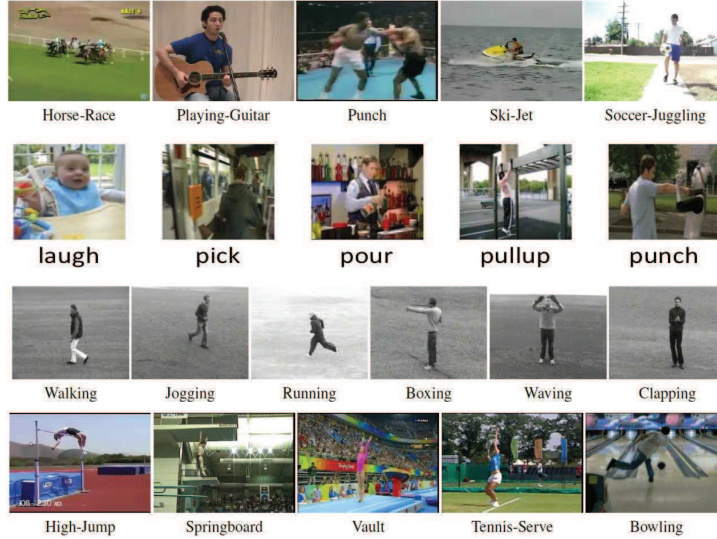 Horse-Race Playing-Guitar Punch Ski-Jet Soccer-Juggling
laugh pick pour pullup punch
Walking Jogging Running Boxing Waving Clapping
High-Jump Springboard Vault Tennis-Serve Bowling